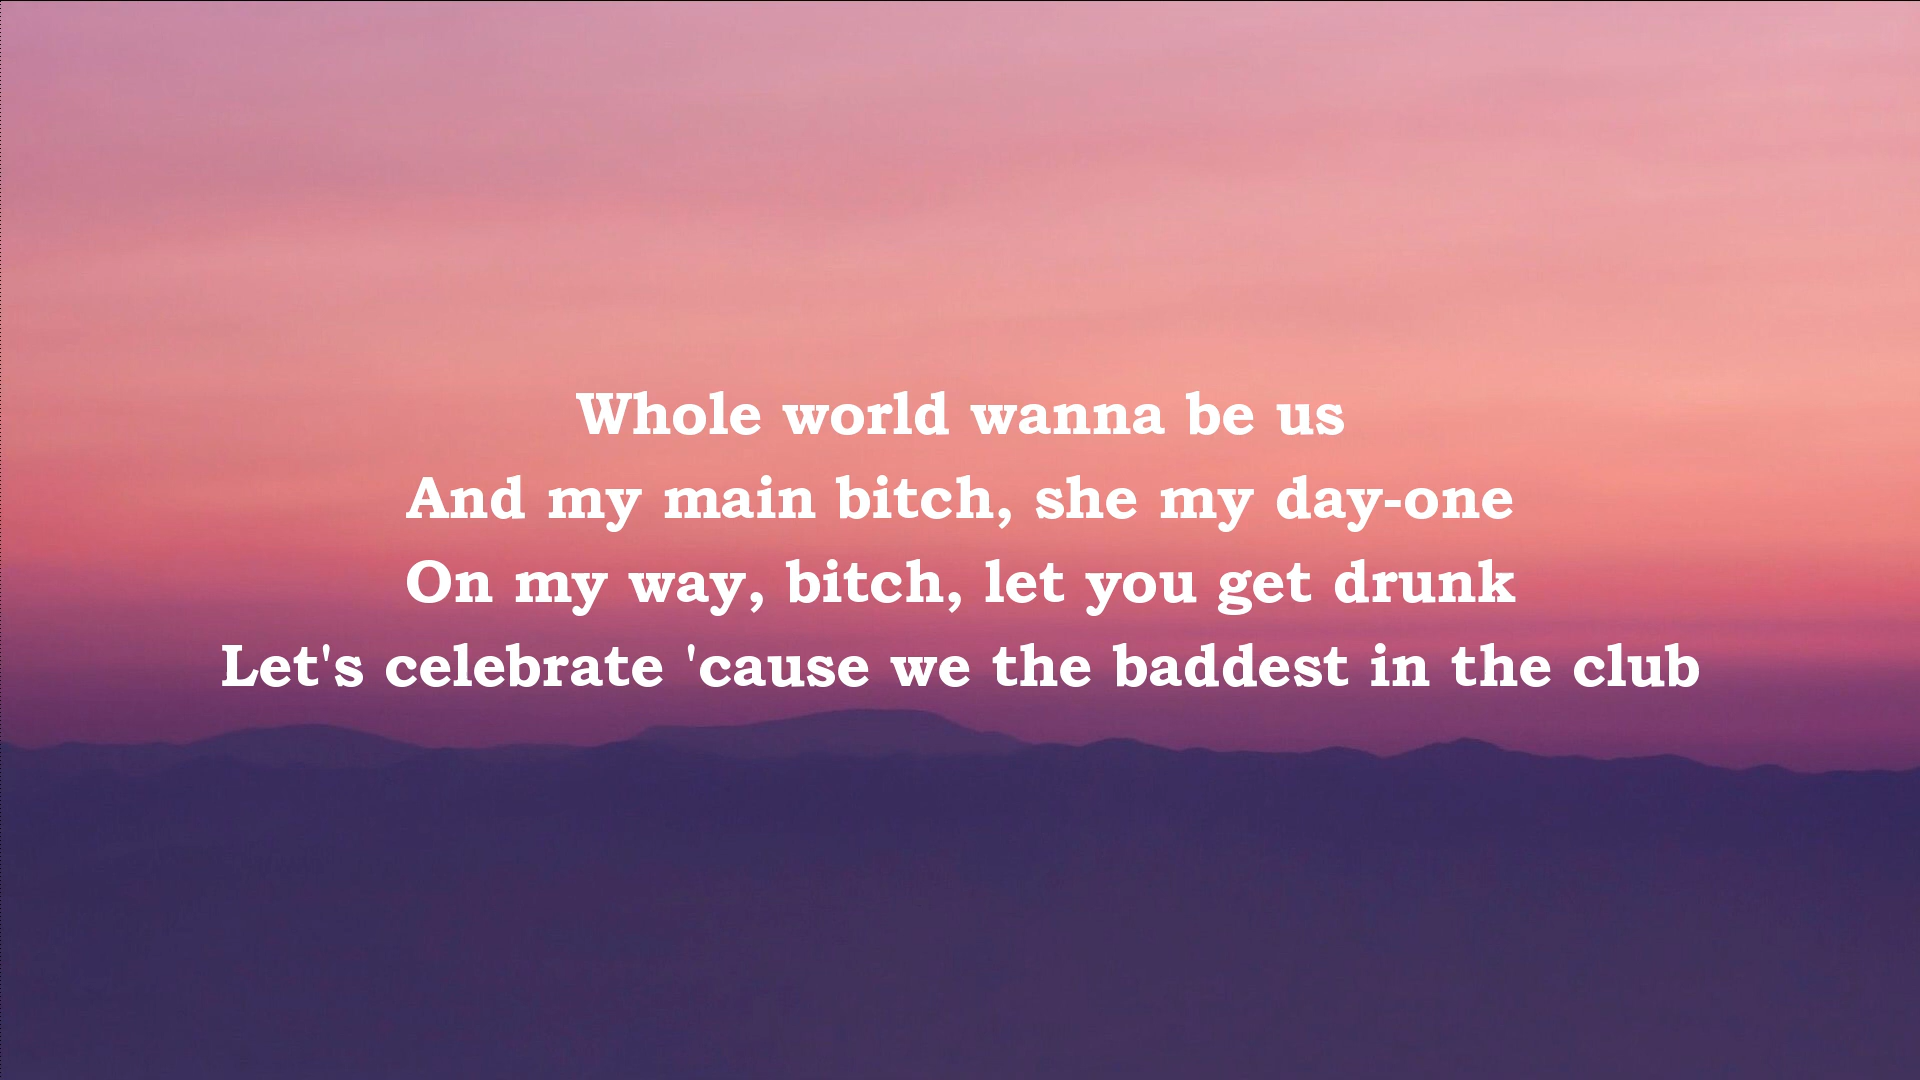 Whole world wanna be us
And my main bitch, she my day-one
On my way, bitch, let you get drunk
Let's celebrate 'cause we the baddest in the club